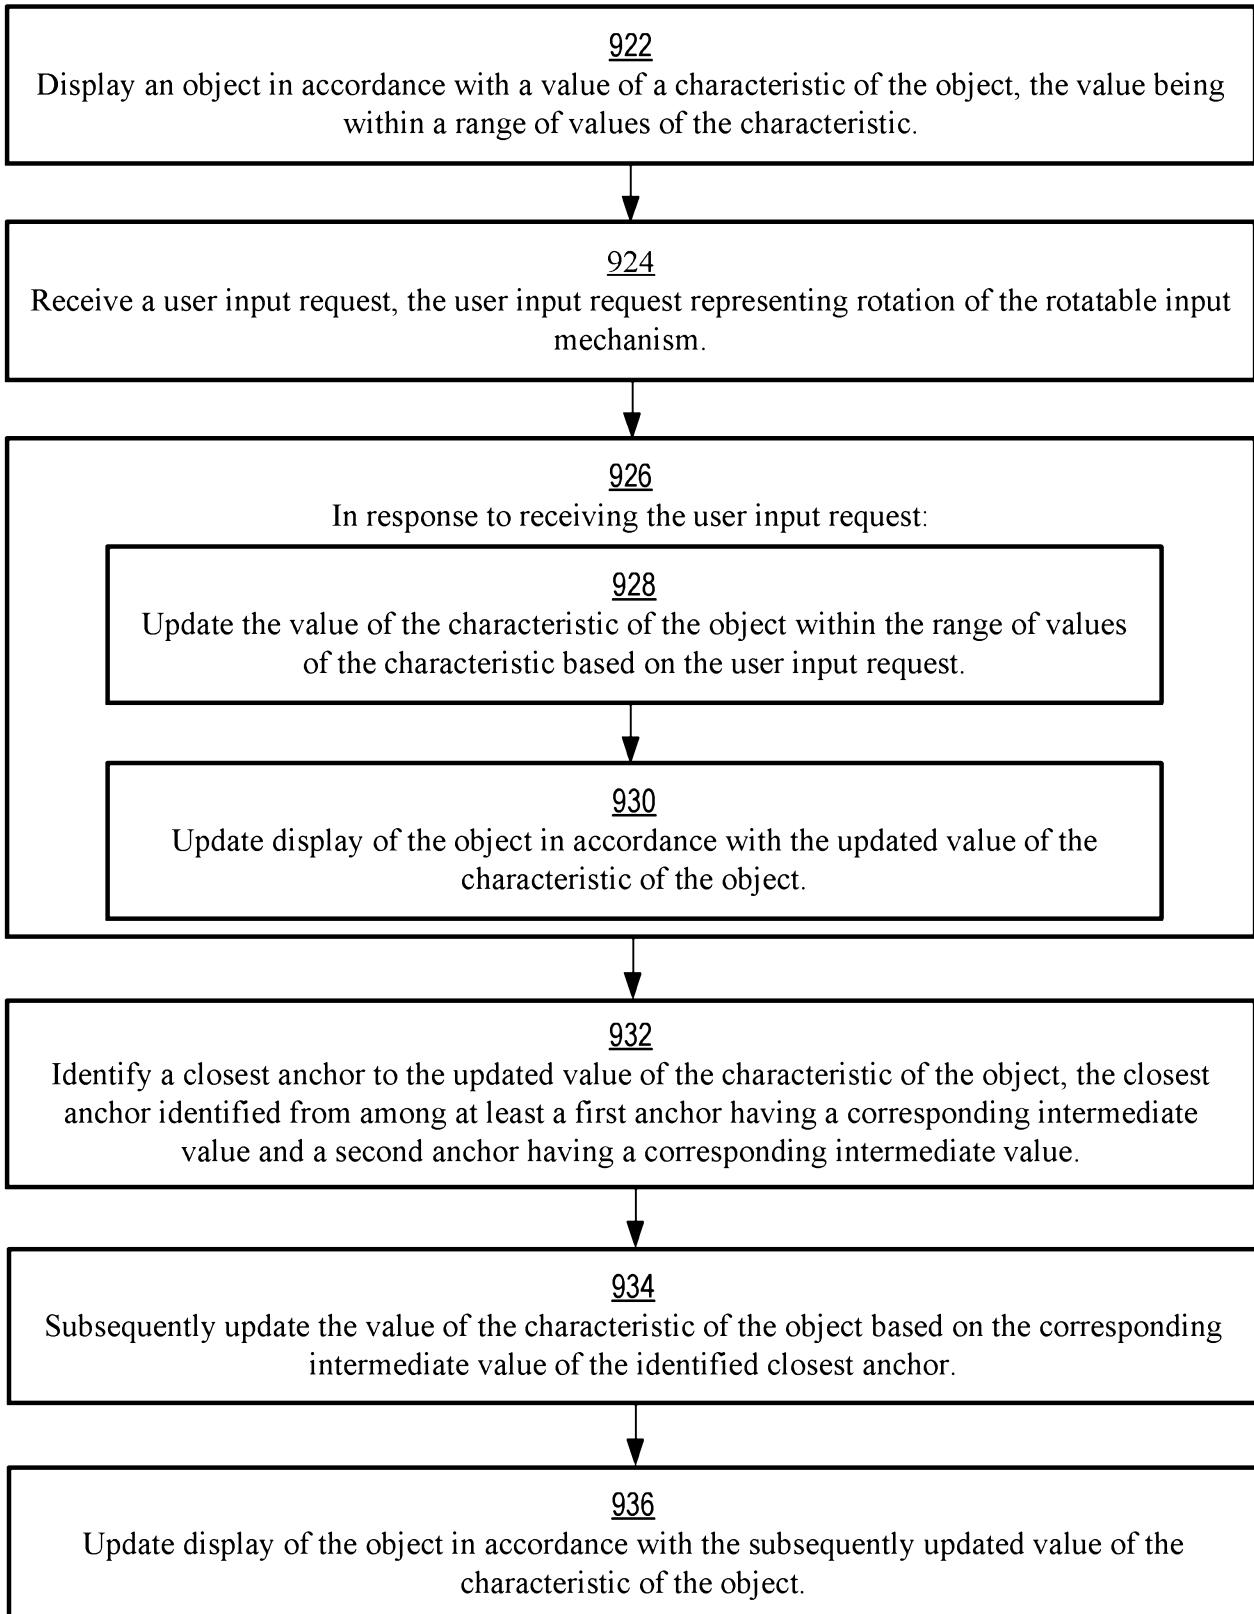 922
Display an object in accordance with a value of a characteristic of the object, the value being
within a range of values of the characteristic.
924
Receive a user input request, the user input request representing rotation of the rotatable input
mechanism.
926
In response to receiving the user input request:
928
Update the value of the characteristic of the object within the range of values
of the characteristic based on the user input request.
930
Update display of the object in accordance with the updated value of the
characteristic of the object.
932
Identify a closest anchor to the updated value of the characteristic of the object, the closest
anchor identified from among at least a first anchor having a corresponding intermediate
value and a second anchor having a corresponding intermediate value.
934
Subsequently update the value of the characteristic of the object based on the corresponding
intermediate value of the identified closest anchor.
936
Update display of the object in accordance with the subsequently updated value of the
characteristic of the object.